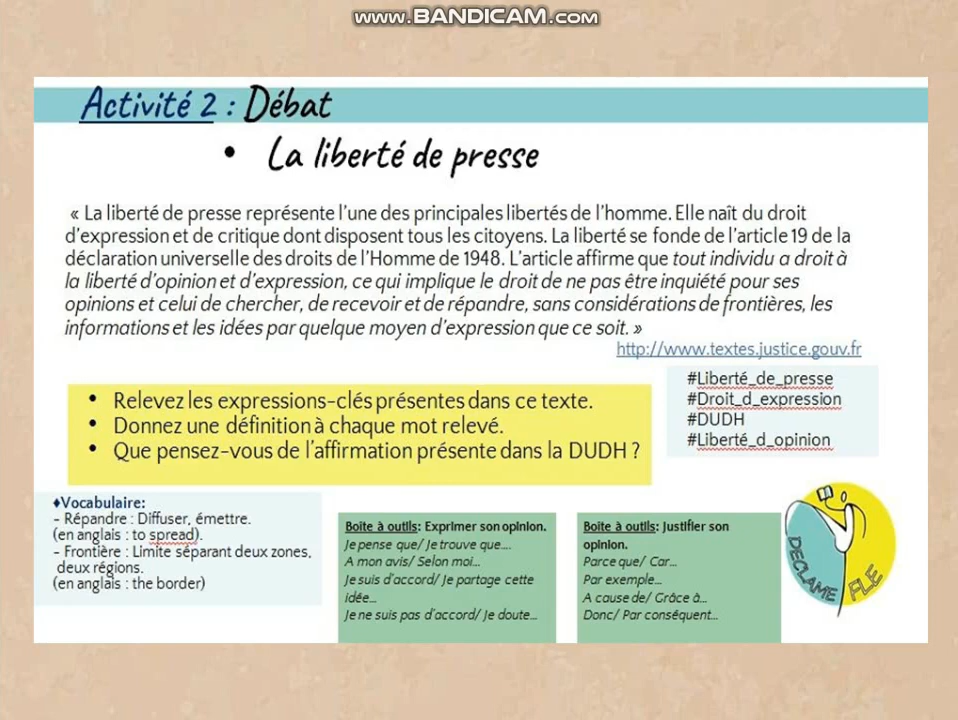 www.BANDICAM.com
Activité 2 : Débat
• La liberté de presse
« La liberté de presse représente l'une des principales libertés de l'homme. Elle naît du droit
d'expression et de critique dont disposent tous les citoyens. La liberté se fonde de l'article 19 de la
déclaration universelle des droits de l'Homme de 1948. L'article affirme que tout individu a droit à
la liberté d'opinion et d'expression, ce qui implique le droit de ne pas être inquiété pour ses
opinions et celui de chercher, de recevoir et de répandre, sans considérations de frontières, les
informations et les idées par quelque moyen d'expression que ce soit. »
http://www.textes.justice.gouv.fr
• Relevez les expressions-clés présentes dans ce texte.
• Donnez une définition à chaque mot relevé.
• Que pensez-vous de l'affirmation présente dans la DUDH ?
#Liberté_de_presse
#Droit_d_expression
#DUDH
#Liberté_d_opinion
♦Vocabulaire:
- Répandre : Diffuser, émettre.
(en anglais : to spread).
- Frontière : Limite séparant deux zones,
deux régions.
(en anglais : the border)
Boîte à outils: Exprimer son opinion.
Je pense que/ Je trouve que....
A mon avis/ Selon moi...
Je suis d'accord/ Je partage cette
idée...
Je ne suis pas d'accord/ Je doute...
Boîte à outils: Justifier son
opinion.
Parce que/ Car...
Par exemple...
A cause de/ Grâce à...
Donc/ Par conséquent...
DECLAME FLE